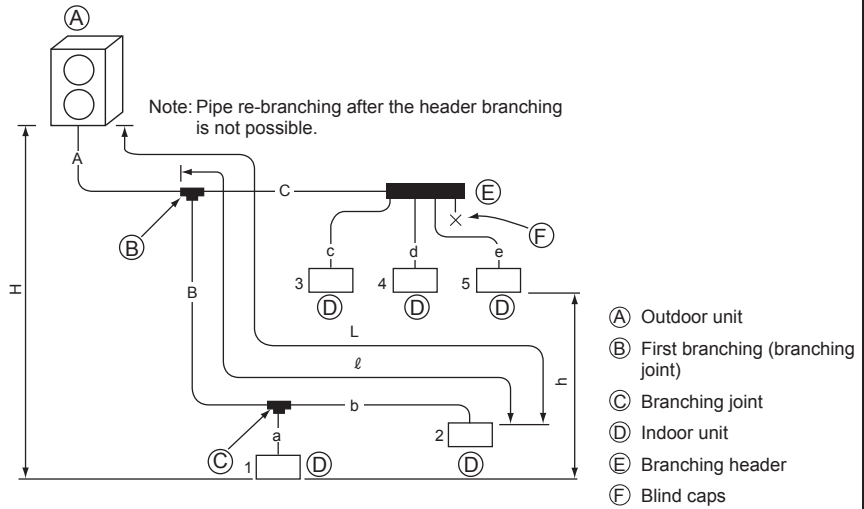 Ⓐ
Note: Pipe re-branching after the header branching
is not possible.
A
C
Ⓔ
Ⓑ
Ⓕ
c
d
e
3
4
5
Ⓓ
Ⓓ
Ⓓ
H
B
L
ℓ
h
b
a
2
Ⓒ
1
Ⓓ
Ⓓ
Ⓐ Outdoor unit
Ⓑ First branching (branching
joint)
Ⓒ Branching joint
Ⓓ Indoor unit
Ⓔ Branching header
Ⓕ Blind caps